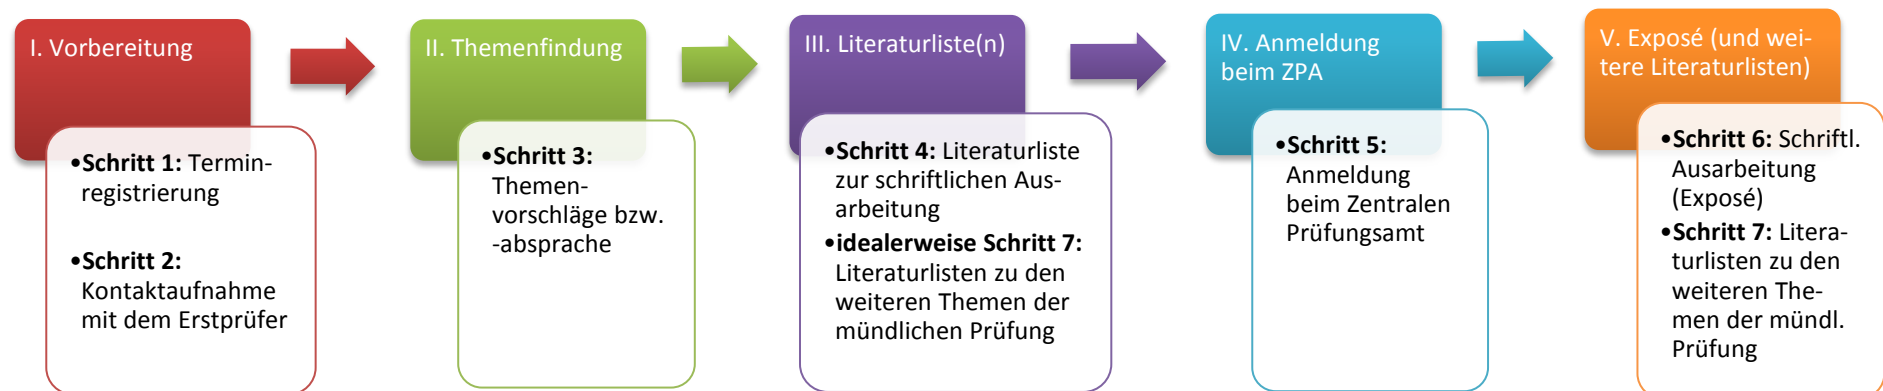 I. Vorbereitung
•Schritt 1: Termin-
registrierung
•Schritt 2:
Kontaktaufnahme
mit dem Erstprüfer
II. Themenfindung
•Schritt 3:
Themen-
vorschläge bzw.
-absprache
III. Literaturliste(n)
•Schritt 4: Literaturliste
zur schriftlichen Aus-
arbeitung
•idealerweise Schritt 7:
Literaturlisten zu den
weiteren Themen der
mündlichen Prüfung
IV. Anmeldung
beim ZPA
•Schritt 5:
Anmeldung
beim Zentralen
Prüfungsamt
V. Exposé (und wei-
tere Literaturlisten)
•Schritt 6: Schriftl.
Ausarbeitung
(Exposé)
•Schritt 7: Litera-
turlisten zu den
weiteren The-
men der mündl.
Prüfung